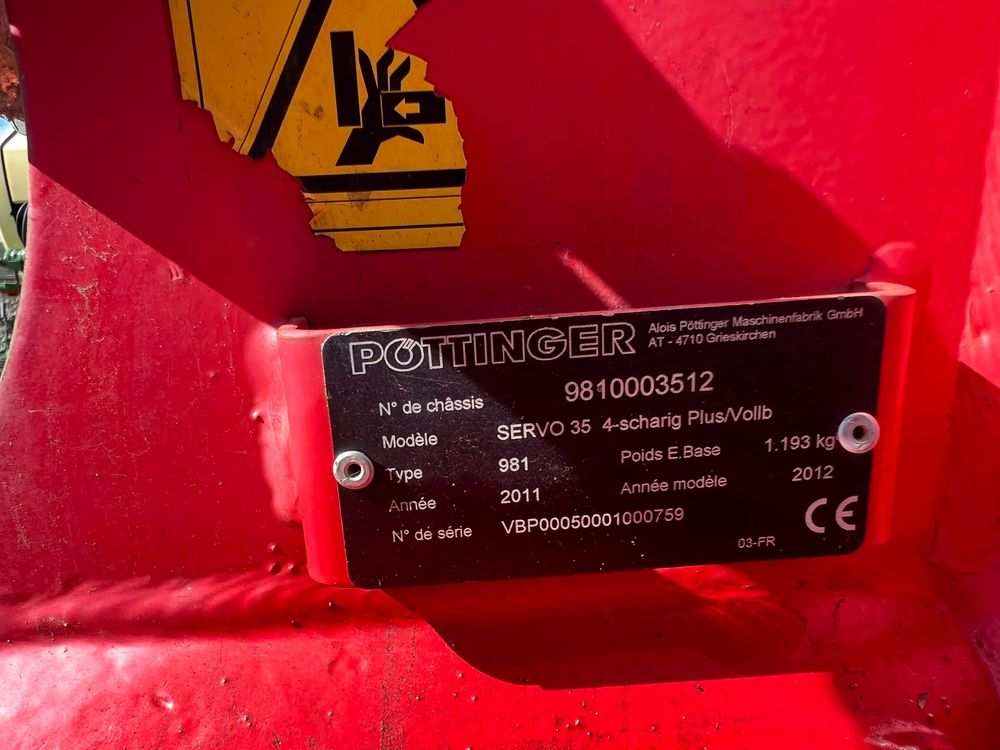 PÖTTINGER Alois Pöttinger Maschinenfabrik GmbH
AT - 4710 Grieskirchen
N° de châssis 9810003512
Modèle SERVO 35 4-scharig Plus/Vollb
Type 981 Poids E.Base 1.193 kg
Année 2011 Année modèle 2012
N° de série VBP00050001000759
CE
03-FR